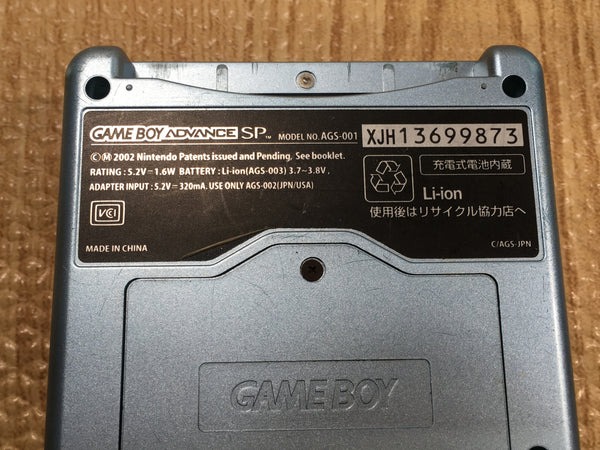 GAME BOY ADVANCE SP™ MODEL NO. AGS-001 XJH13699873
©Ⓜ 2002 Nintendo Patents issued and Pending, See booklet.
RATING : 5.2V⎓1.6W BATTERY : Li-ion(AGS-003) 3.7~3.8V ,
ADAPTER INPUT : 5.2V⎓320mA. USE ONLY AGS-002(JPN/USA)
充電式電池内蔵
Li-ion
使用後はリサイクル協力店へ
VCI
MADE IN CHINA
C/AGS-JPN
GAME BOY